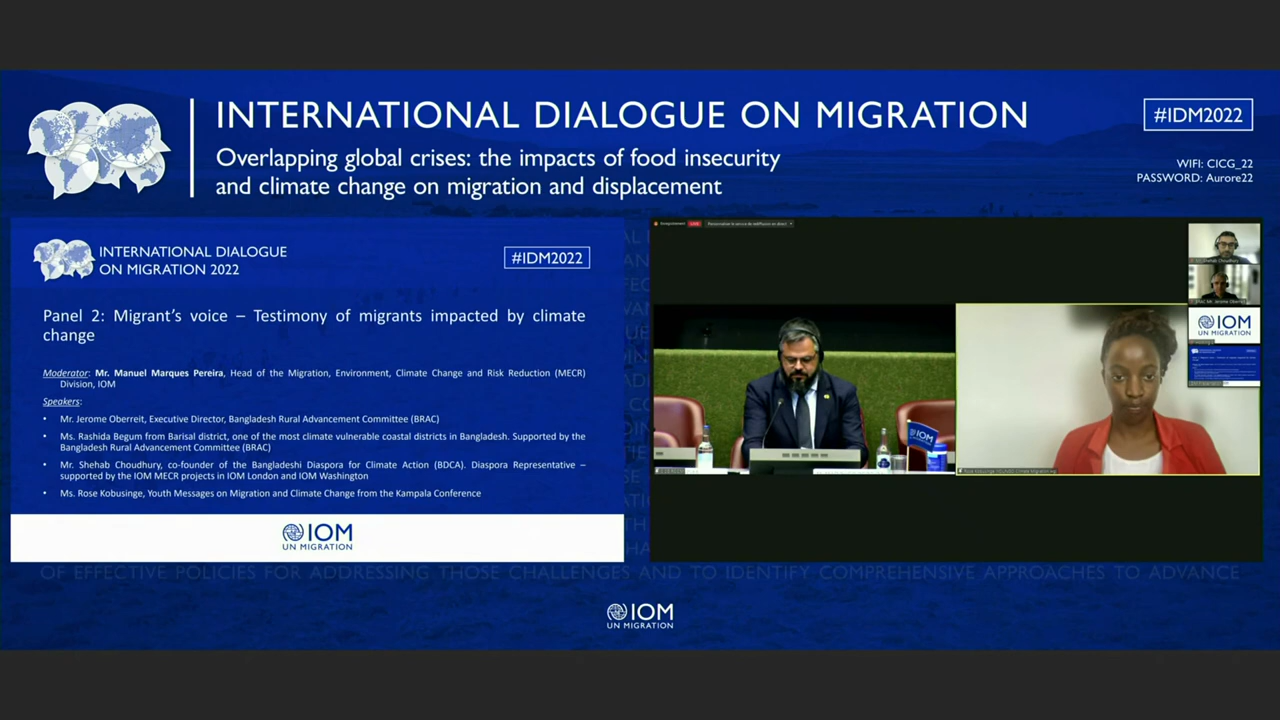 INTERNATIONAL DIALOGUE ON MIGRATION
Overlapping global crises: the impacts of food insecurity
and climate change on migration and displacement
#IDM2022
WIFI: CICG_22
PASSWORD: Aurore22
INTERNATIONAL DIALOGUE
ON MIGRATION 2022
#IDM2022
Panel 2: Migrant's voice – Testimony of migrants impacted by climate
change
Moderator: Mr. Manuel Marques Pereira, Head of the Migration, Environment, Climate Change and Risk Reduction (MECR)
Division, IOM
Speakers:
• Mr. Jerome Oberreit, Executive Director, Bangladesh Rural Advancement Committee (BRAC)
• Ms. Rashida Begum from Barisal district, one of the most climate vulnerable coastal districts in Bangladesh. Supported by the
Bangladesh Rural Advancement Committee (BRAC)
• Mr. Shehab Choudhury, co-founder of the Bangladeshi Diaspora for Climate Action (BDCA). Diaspora Representative –
supported by the IOM MECR projects in IOM London and IOM Washington
• Ms. Rose Kobusinge, Youth Messages on Migration and Climate Change from the Kampala Conference
IOM
UN MIGRATION
LIVE
Shehab Choudhury
Mr. Jerome Oberreit
IOM
UN MIGRATION
IOM
OF EFFECTIVE POLICIES FOR ADDRESSING THOSE CHALLENGES AND TO IDENTIFY COMPREHENSIVE APPROACHES TO ADVANCE
IOM
UN MIGRATION